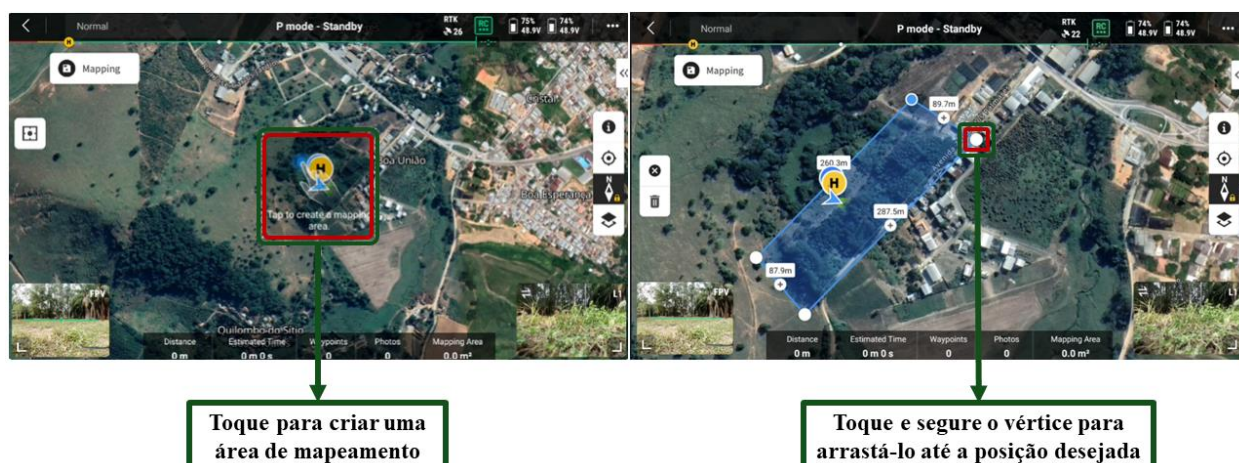 Normal
P mode - Standby
RTK
26
RC
75%
48.9V
74%
48.9V
Mapping
Costa
Boa União
Boa Esperança
Tap to create a mapping
area.
FPV
Quilombo do Sítio
Distance
Estimated Time
Waypoints
Photos
Mapping Area
0 m
0 m 0 s
0
0
0.0 m²
Toque para criar uma
área de mapeamento
Normal
P mode - Standby
RTK
22
RC
74%
48.9V
74%
48.9V
Mapping
N
H
89.7m
260.3m
287.5m
87.9m
FPV
Distance
Estimated Time
Waypoints
Photos
Mapping Area
0 m
0 m 0 s
0
0
0.0 m²
Toque e segure o vértice para
arrastá-lo até a posição desejada